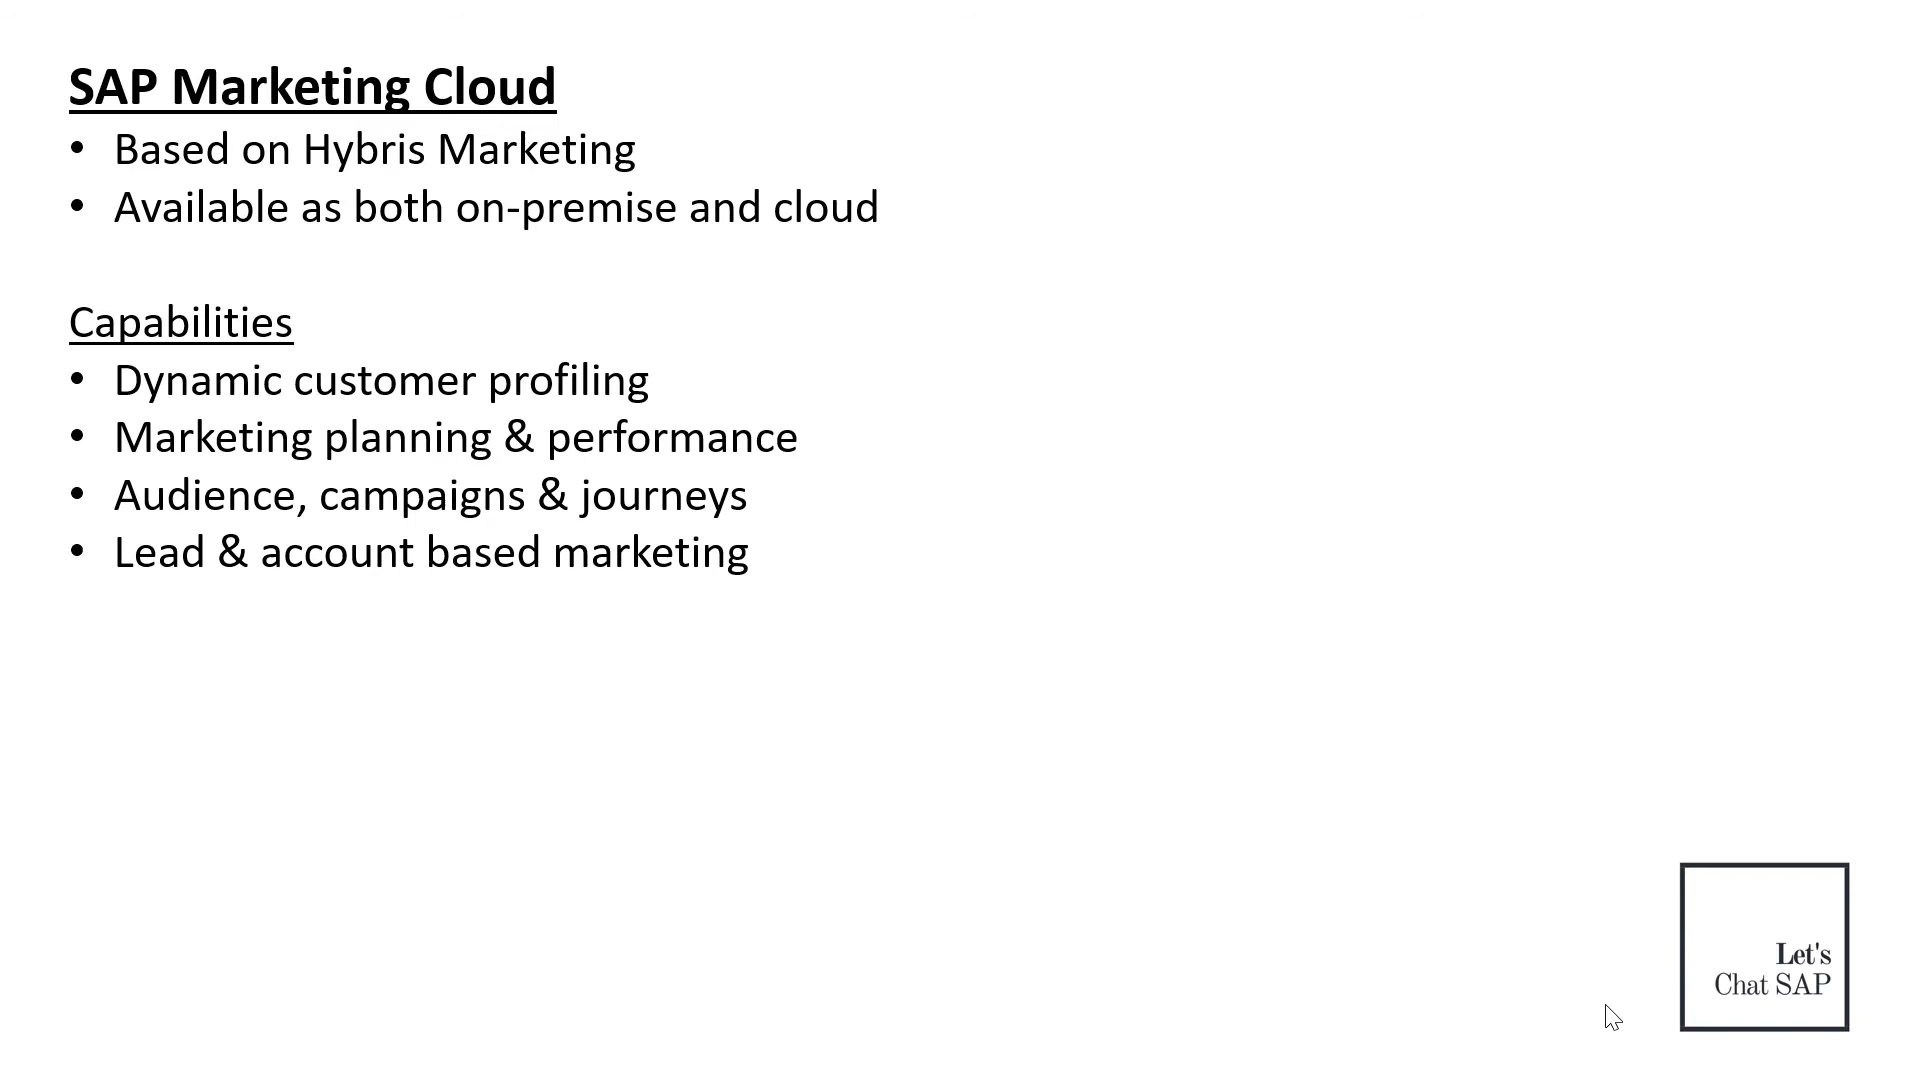 SAP Marketing Cloud
• Based on Hybris Marketing
• Available as both on-premise and cloud
Capabilities
• Dynamic customer profiling
• Marketing planning & performance
• Audience, campaigns & journeys
• Lead & account based marketing
Let's
Chat SAP